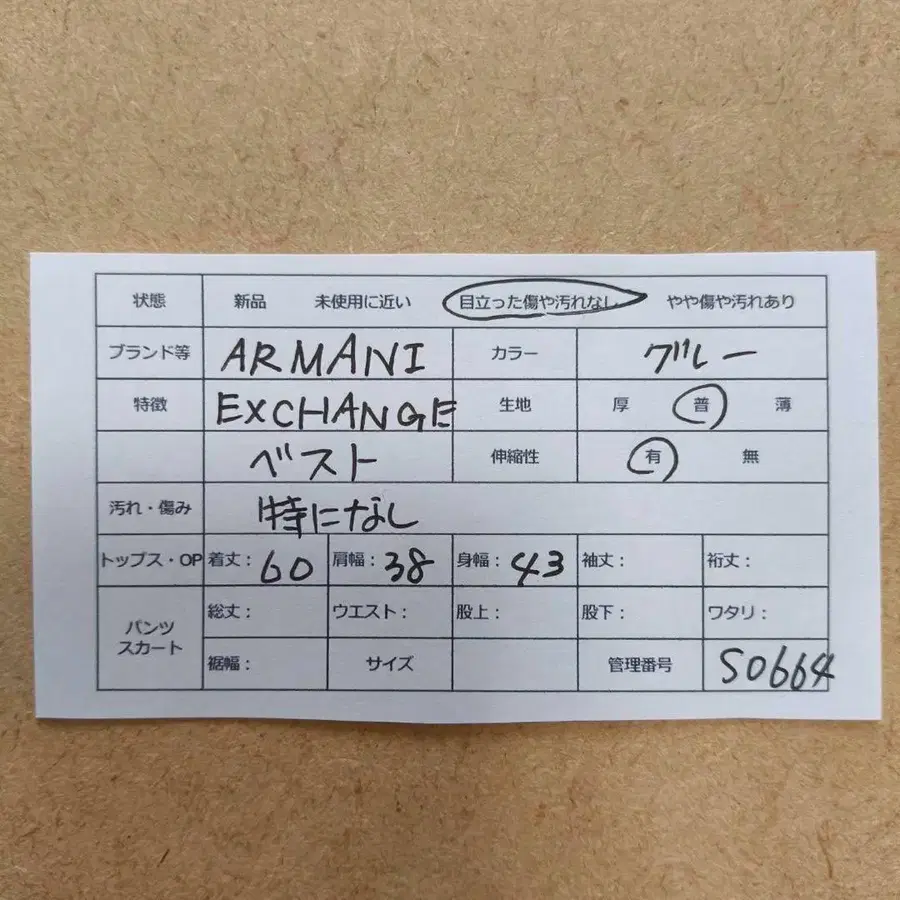 状態 新品 未使用に近い 目立った傷や汚れなし やや傷や汚れあり
ブランド等 ARMANI カラー グレー
特徴 EXCHANGE 生地 厚 普 薄
ベスト 伸縮性 有 無
汚れ・傷み 特になし
トップス・OP 着丈: 60 肩幅: 38 身幅: 43 袖丈: 裄丈:
パンツ
スカート
総丈: ウエスト: 股上: 股下: ワタリ:
裾幅: サイズ 管理番号 S0664